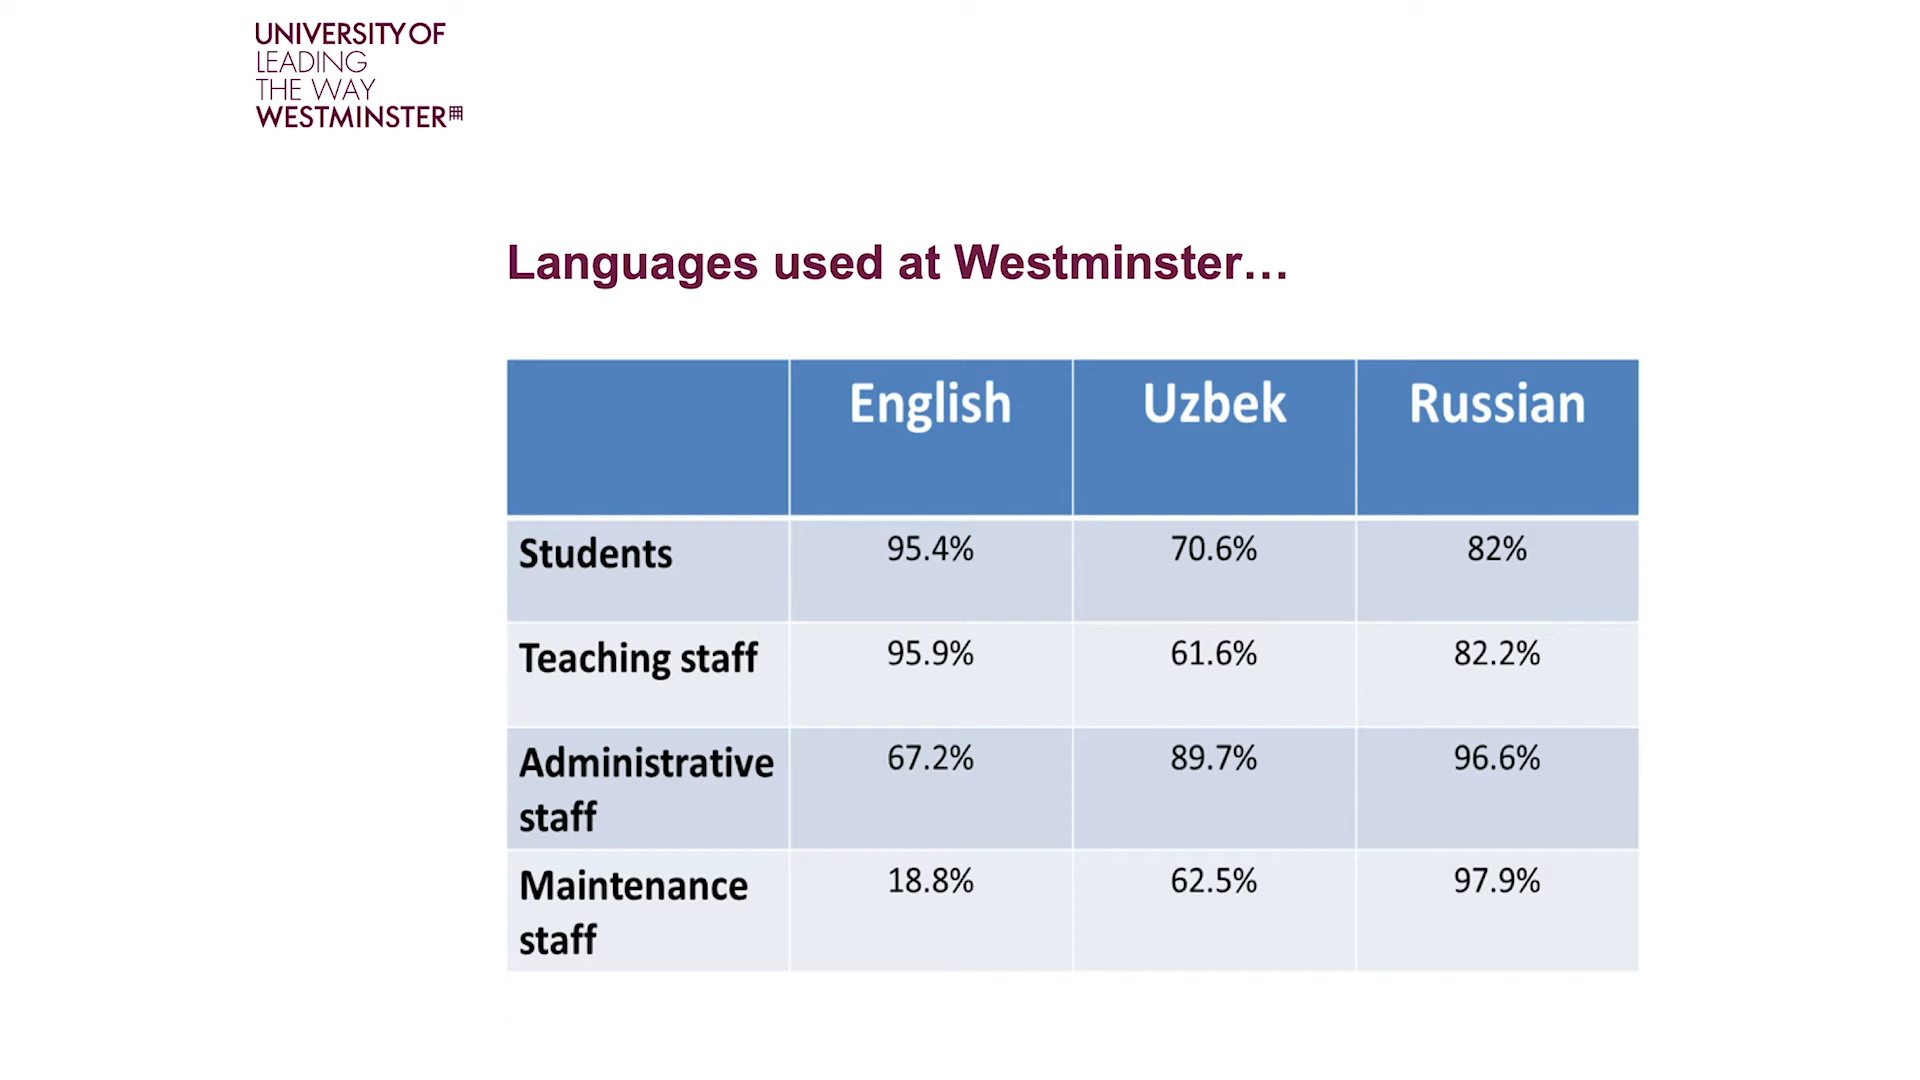 UNIVERSITY OF
LEADING
THE WAY
WESTMINSTER
Languages used at Westminster…
English Uzbek Russian
Students 95.4% 70.6% 82%
Teaching staff 95.9% 61.6% 82.2%
Administrative staff 67.2% 89.7% 96.6%
Maintenance staff 18.8% 62.5% 97.9%